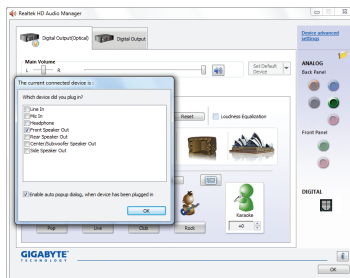 Realtek HD Audio Manager
Digital Output(Optical)
Digital Output
Device advanced
settings
Main Volume
L
R
Set Default
Device
ANALOG
Back Panel
The current connected device is :
Which device did you plug in?
Line In
Mic In
Headphone
Front Speaker Out
Rear Speaker Out
Center/Subwoofer Speaker Out
Side Speaker Out
Enable auto popup dialog, when device has been plugged in
OK
Reset
Loudness Equalization
Front Panel
Karaoke
+0
Pop
Live
Club
Rock
DIGITAL
GIGABYTE
TECHNOLOGY
i
OK